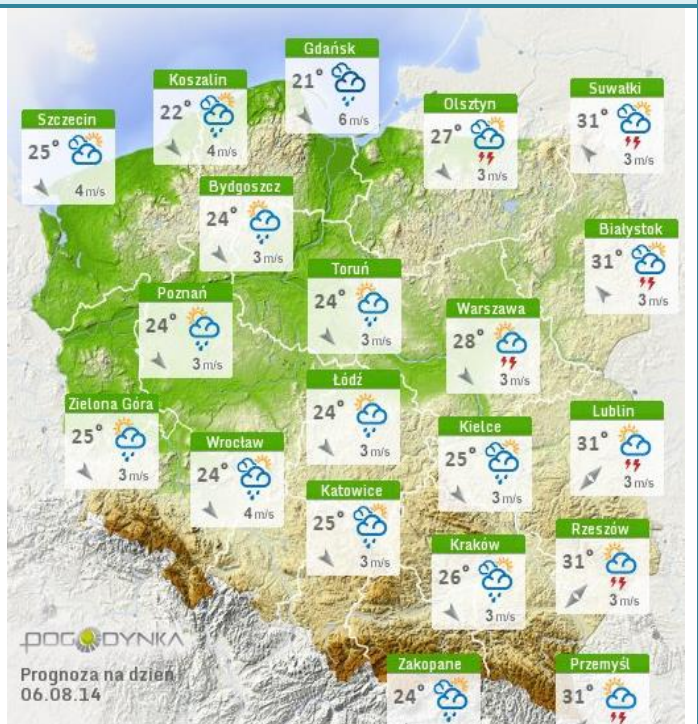 Gdańsk
21°
6 m/s
Koszalin
22°
4 m/s
Suwałki
31°
3 m/s
Olsztyn
27°
3 m/s
Szczecin
25°
4 m/s
Bydgoszcz
24°
3 m/s
Białystok
31°
3 m/s
Toruń
24°
3 m/s
Poznań
24°
3 m/s
Warszawa
28°
3 m/s
Łódź
24°
3 m/s
Zielona Góra
25°
3 m/s
Lublin
31°
3 m/s
Kielce
25°
3 m/s
Wrocław
24°
4 m/s
Katowice
25°
3 m/s
Rzeszów
31°
3 m/s
Kraków
26°
3 m/s
POGODYNKA
Prognoza na dzień
06.08.14
Zakopane
24°
Przemyśl
31°